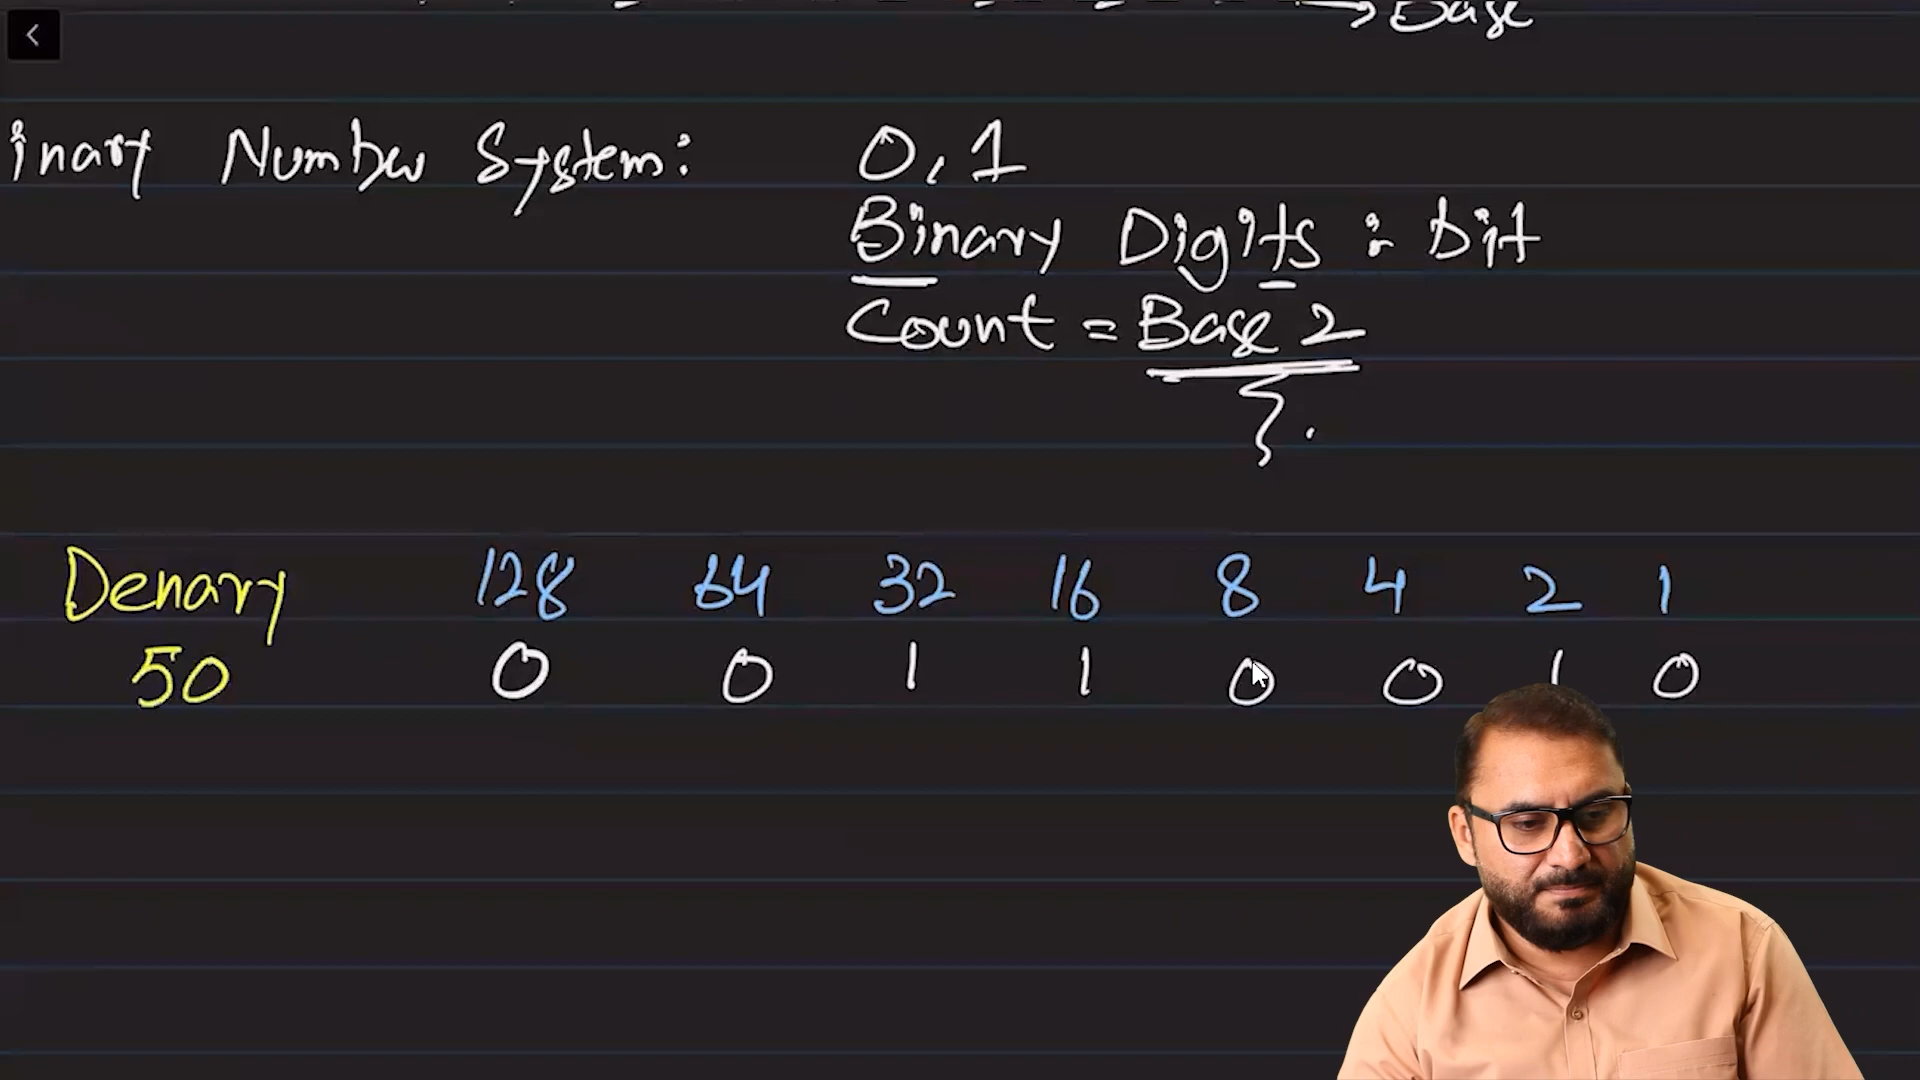 Base
inary Number System: 0, 1
Binary Digits : bit
Count = Base 2
Denary 128 64 32 16 8 4 2 1
50 0 0 1 1 0 0 1 0